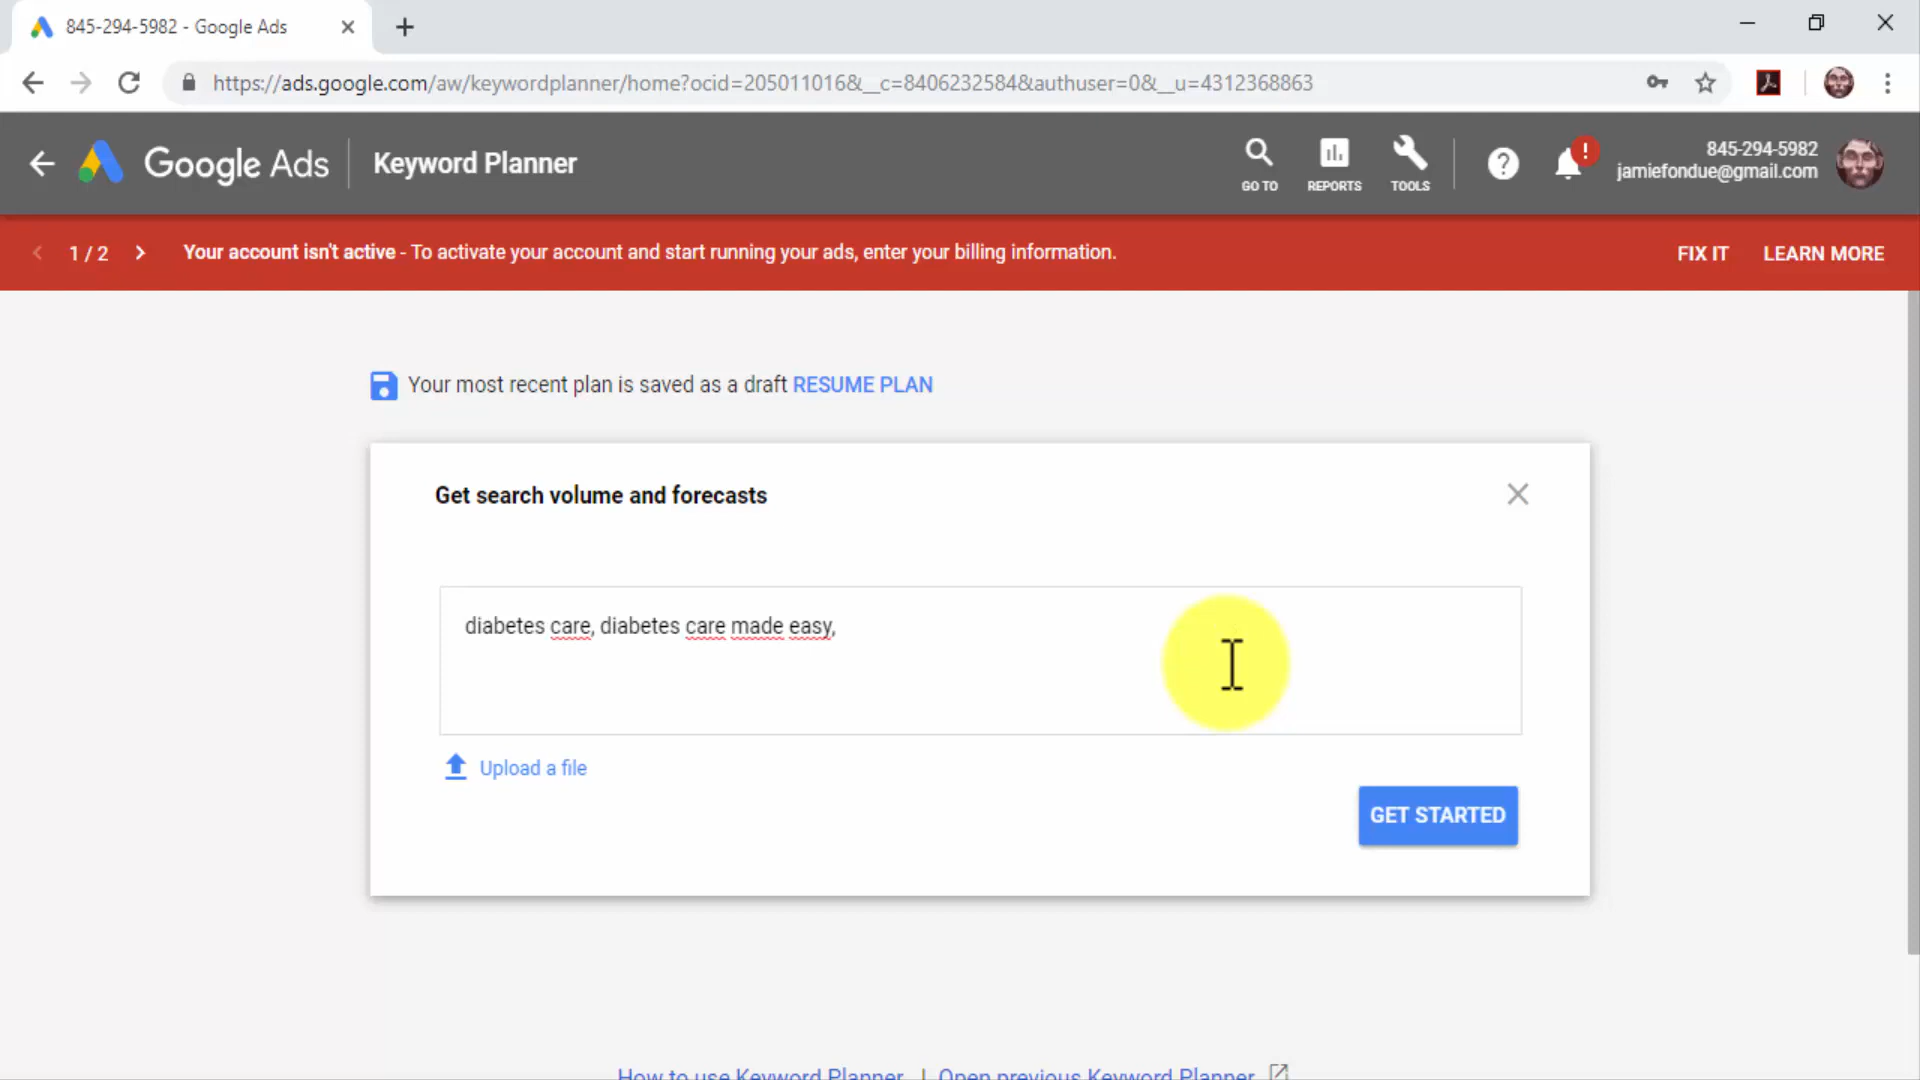 845-294-5982 - Google Ads
https://ads.google.com/aw/keywordplanner/home?ocid=205011016&__c=8406232584&authuser=0&__u=4312368863
Google Ads
Keyword Planner
GO TO
REPORTS
TOOLS
845-294-5982
jamiefondue@gmail.com
1 / 2
Your account isn't active - To activate your account and start running your ads, enter your billing information.
FIX IT
LEARN MORE
Your most recent plan is saved as a draft RESUME PLAN
Get search volume and forecasts
diabetes care, diabetes care made easy,
Upload a file
GET STARTED
How to use Keyword Planner | Open previous Keyword Planner